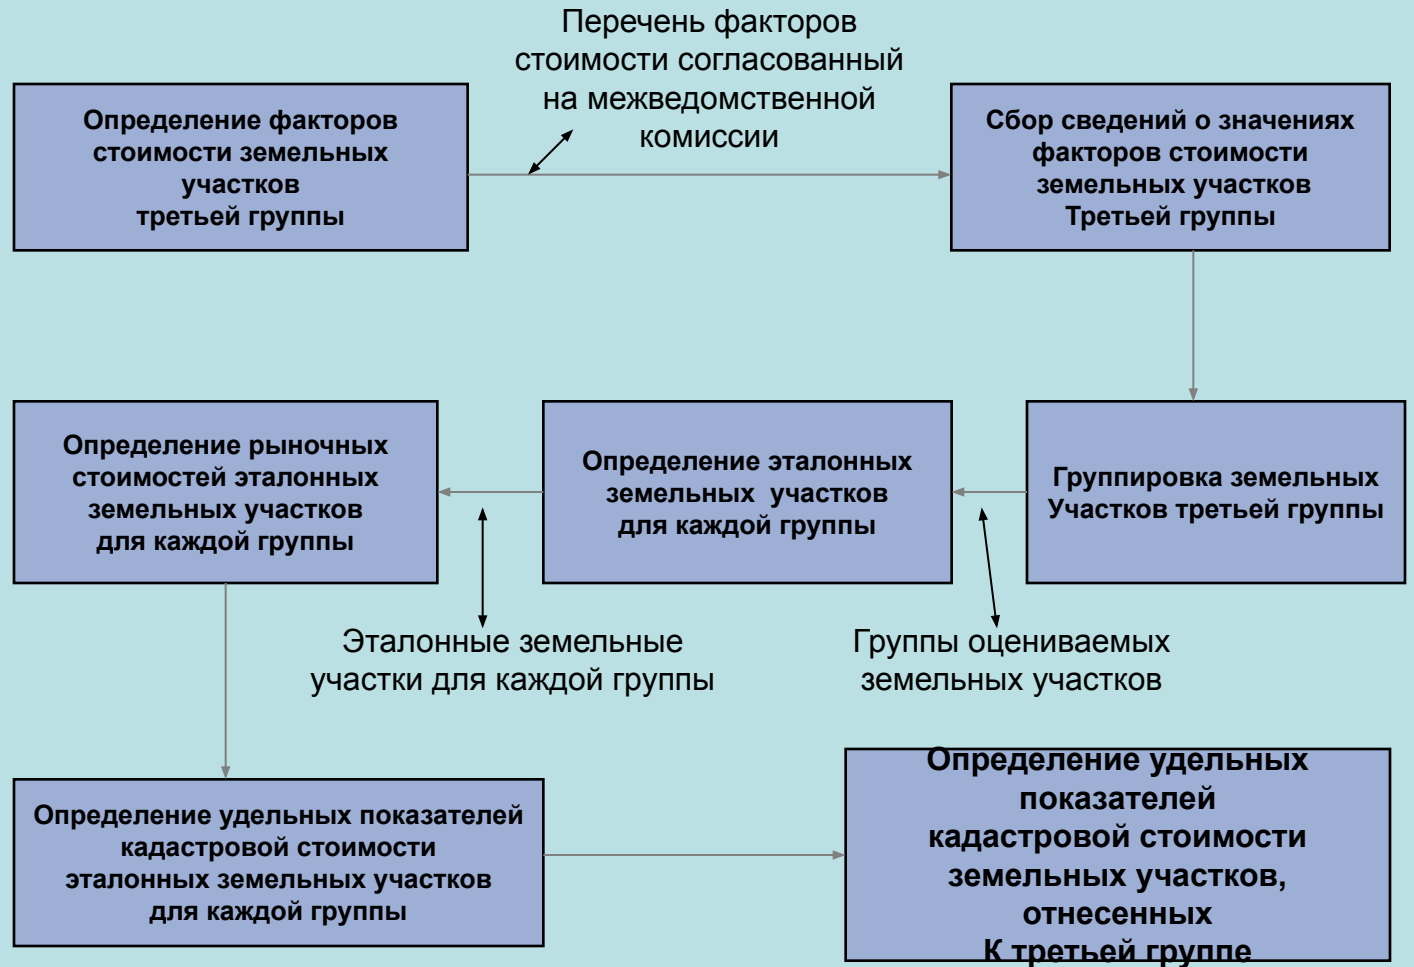 Перечень факторов
стоимости согласованный
на межведомственной
комиссии
Определение факторов
стоимости земельных
участков
третьей группы
Сбор сведений о значениях
факторов стоимости
земельных участков
Третьей группы
Группировка земельных
Участков третьей группы
Определение эталонных
земельных участков
для каждой группы
Определение рыночных
стоимостей эталонных
земельных участков
для каждой группы
Эталонные земельные
участки для каждой группы
Группы оцениваемых
земельных участков
Определение удельных показателей
кадастровой стоимости
эталонных земельных участков
для каждой группы
Определение удельных
показателей
кадастровой стоимости
земельных участков,
отнесенных
К третьей группе